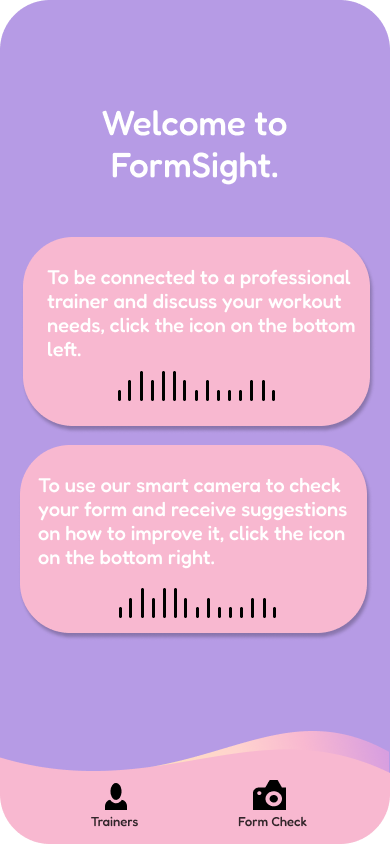 Welcome to
FormSight.
To be connected to a professional
trainer and discuss your workout
needs, click the icon on the bottom
left.
To use our smart camera to check
your form and receive suggestions
on how to improve it, click the icon
on the bottom right.
Trainers
Form Check